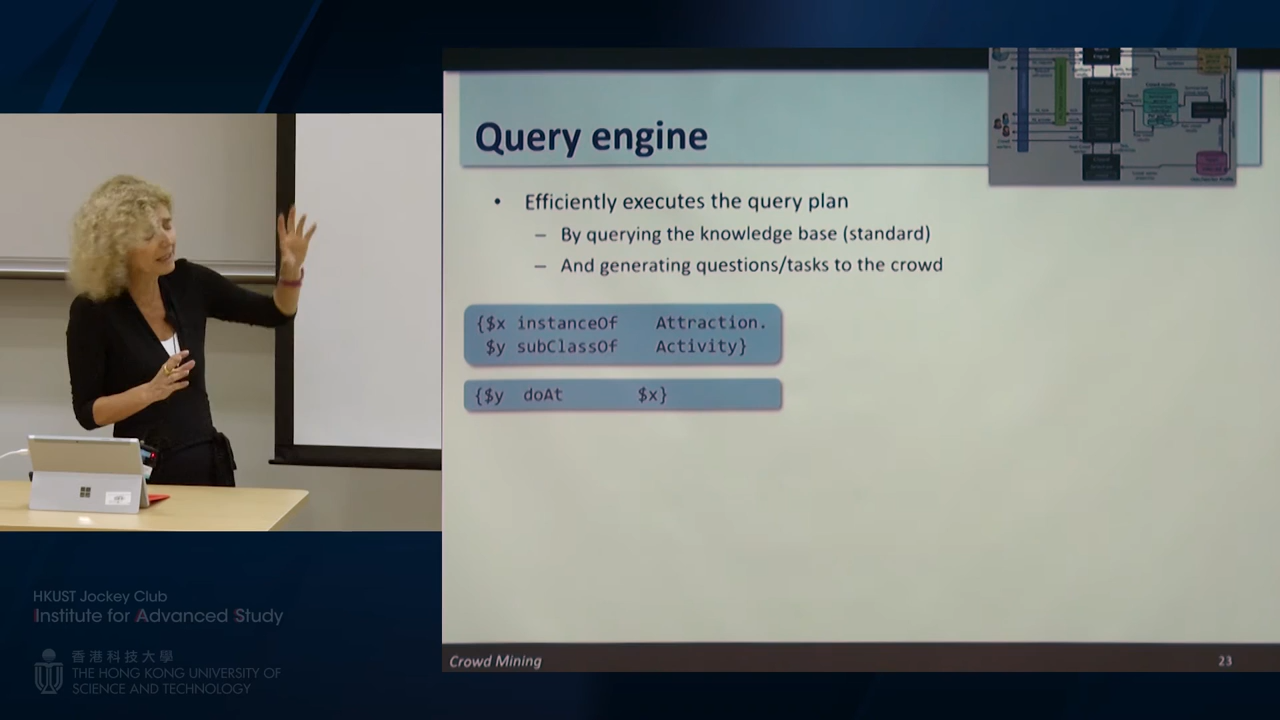 Query engine
• Efficiently executes the query plan
– By querying the knowledge base (standard)
– And generating questions/tasks to the crowd
{$x instanceOf Attraction.
$y subClassOf Activity}
{$y doAt $x}
Crowd Mining
23
HKUST Jockey Club
Institute for Advanced Study
香港科技大學
THE HONG KONG UNIVERSITY OF
SCIENCE AND TECHNOLOGY